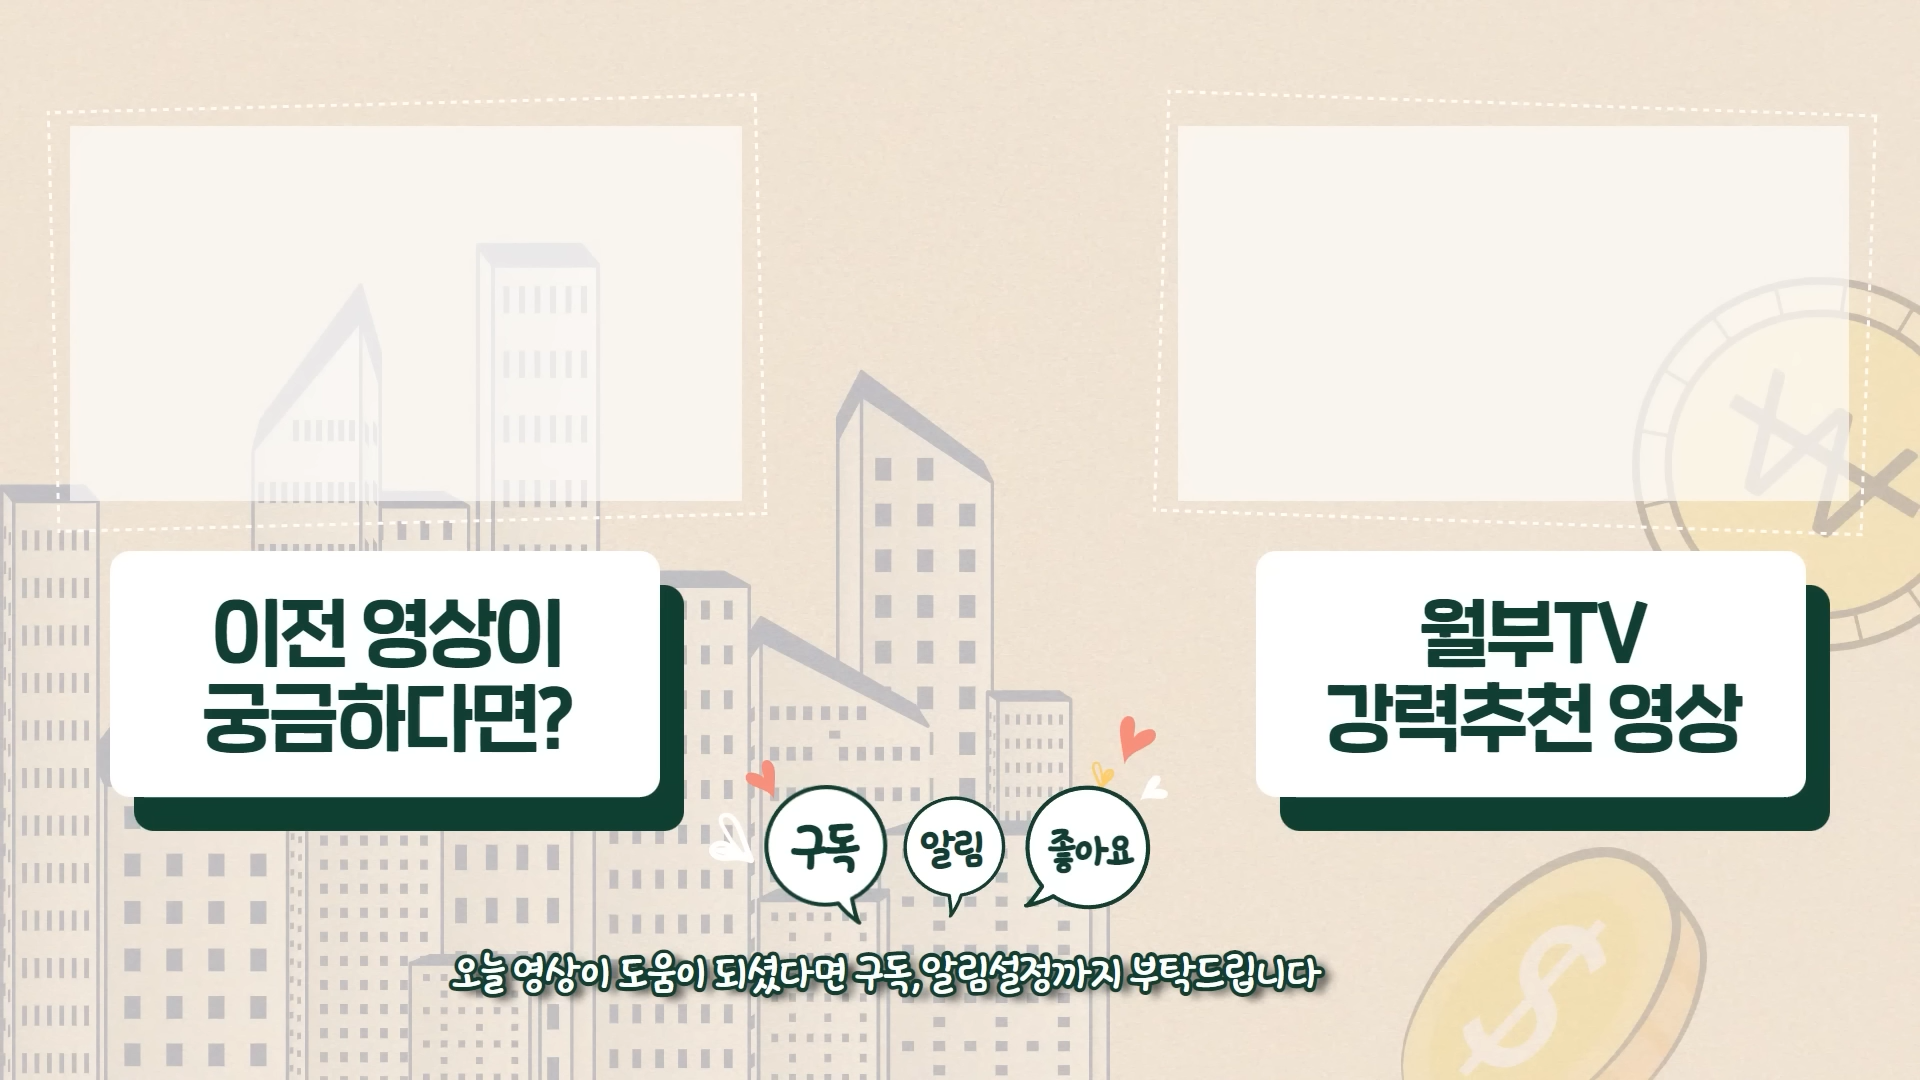 이전 영상이
궁금하다면?
월부TV
강력추천 영상
구독
알림
좋아요
오늘 영상이 도움이 되셨다면 구독,알림설정까지 부탁드립니다